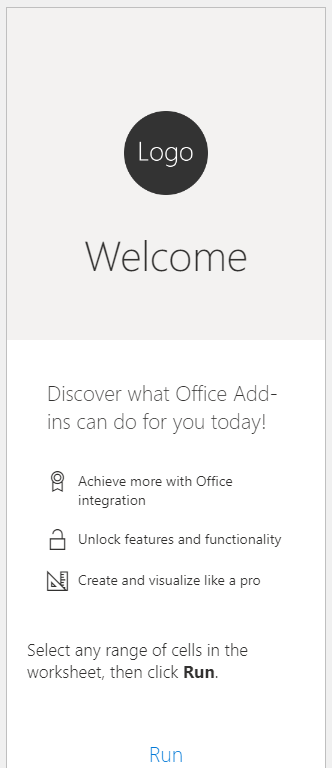 Logo
Welcome
Discover what Office Add-
ins can do for you today!
Achieve more with Office
integration
Unlock features and functionality
Create and visualize like a pro
Select any range of cells in the
worksheet, then click Run.
Run